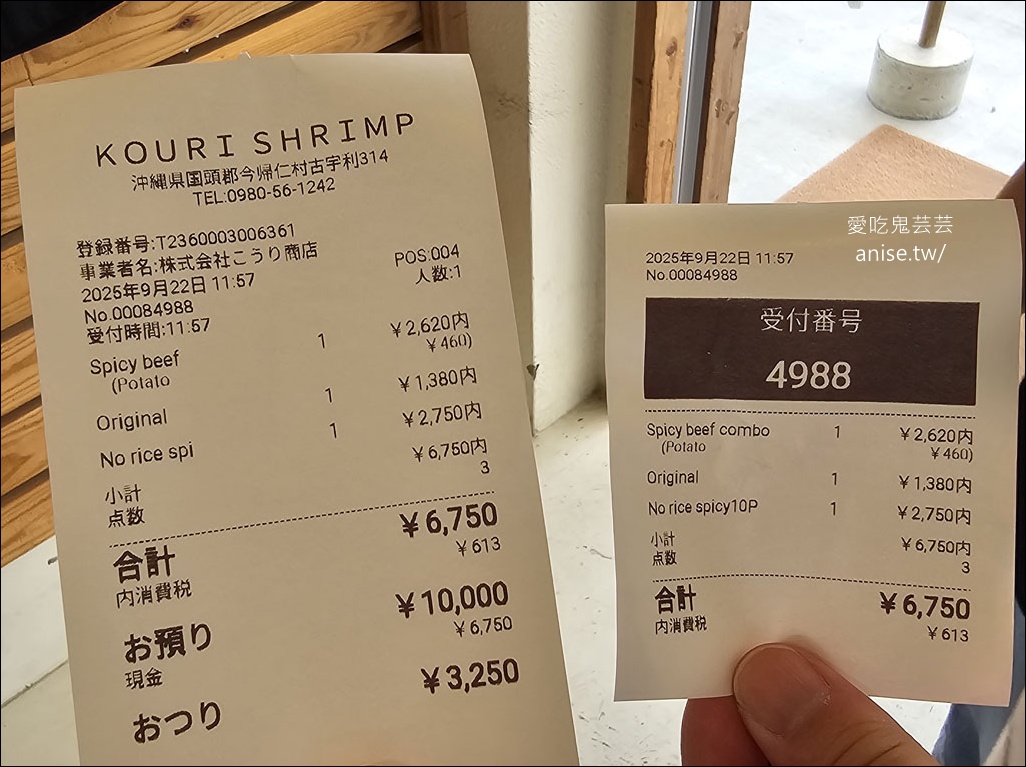 KOURI SHRIMP
沖縄県国頭郡今帰仁村古宇利314
TEL:0980-56-1242
登録番号:T2360003006361
事業者名:株式会社こうり商店
2025年9月22日 11:57 POS:004
No.00084988 人数:1
受付時間:11:57
Spicy beef 1 ¥2,620内
(Potato ¥460)
Original 1 ¥1,380内
No rice spi 1 ¥2,750内
小計 ¥6,750内
点数 3
合計 ¥6,750
内消費税 ¥613
お預り ¥10,000
現金 ¥6,750
おつり ¥3,250
愛吃鬼芸芸
anise.tw/
2025年9月22日 11:57
No.00084988
受付番号
4988
Spicy beef combo 1 ¥2,620内
(Potato ¥460)
Original 1 ¥1,380内
No rice spicy10P 1 ¥2,750内
小計 ¥6,750内
点数 3
合計 ¥6,750
内消費税 ¥613